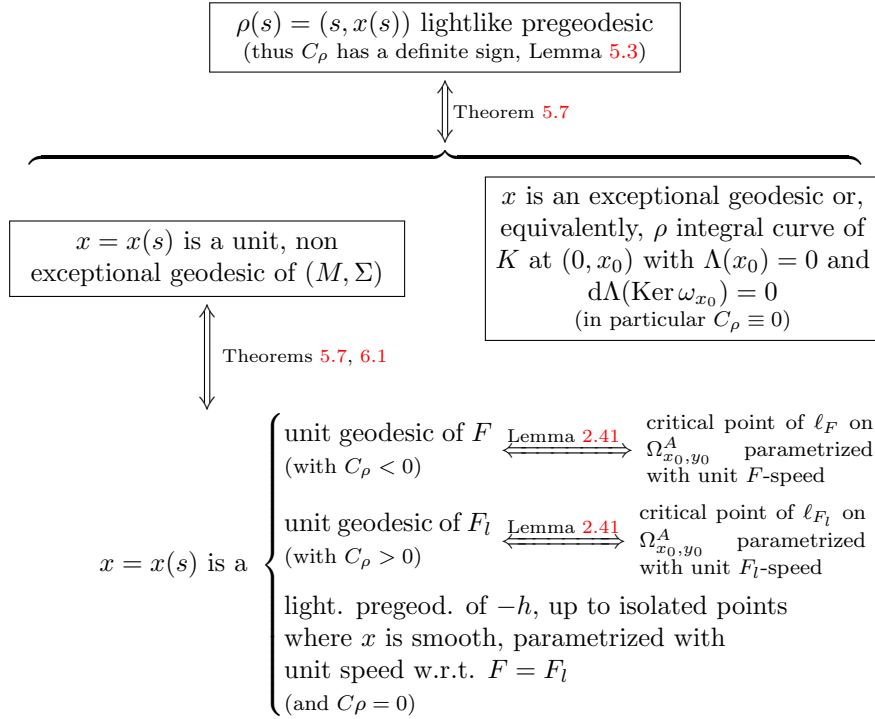 ρ(s) = (s, x(s)) lightlike pregeodesic
(thus C_ρ has a definite sign, Lemma 5.3)
Theorem 5.7
x is an exceptional geodesic or,
equivalently, ρ integral curve of
K at (0, x_0) with Λ(x_0) = 0 and
dΛ(Ker ω_{x_0}) = 0
(in particular C_ρ ≡ 0)
x = x(s) is a unit, non
exceptional geodesic of (M, Σ)
Theorems 5.7, 6.1
x = x(s) is a
unit geodesic of F
(with C_ρ < 0)
Lemma 2.41
critical point of ℓ_F on
Ω^A_{x_0,y_0} parametrized
with unit F-speed
unit geodesic of F_l
(with C_ρ > 0)
Lemma 2.41
critical point of ℓ_{F_l} on
Ω^A_{x_0,y_0} parametrized
with unit F_l-speed
light. pregeod. of −h, up to isolated points
where x is smooth, parametrized with
unit speed w.r.t. F = F_l
(and Cρ = 0)